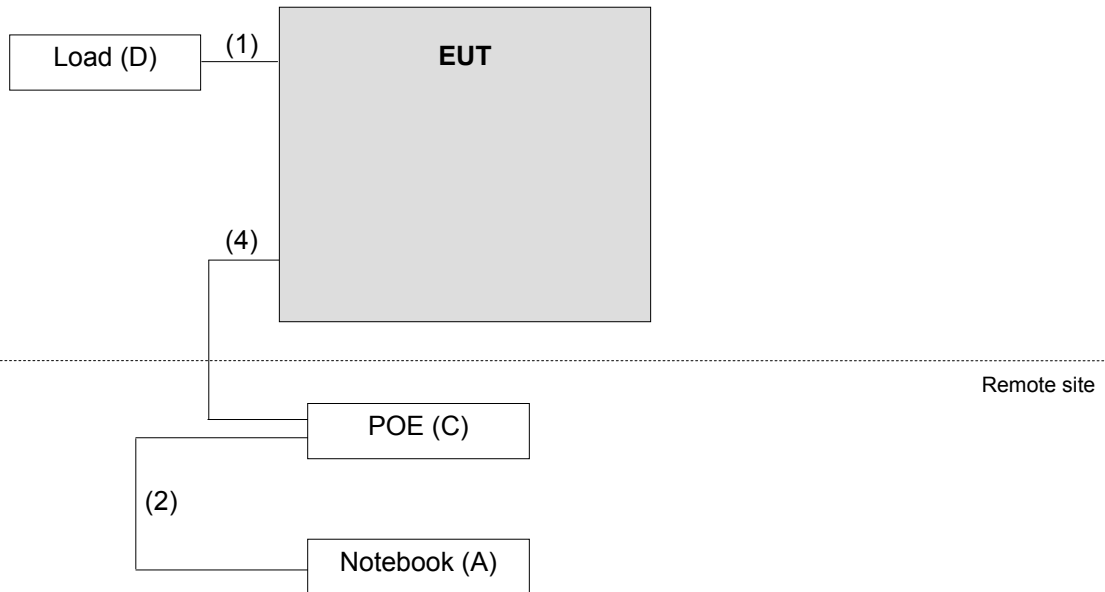 Load (D)
(1)
EUT
(4)
Remote site
POE (C)
(2)
Notebook (A)